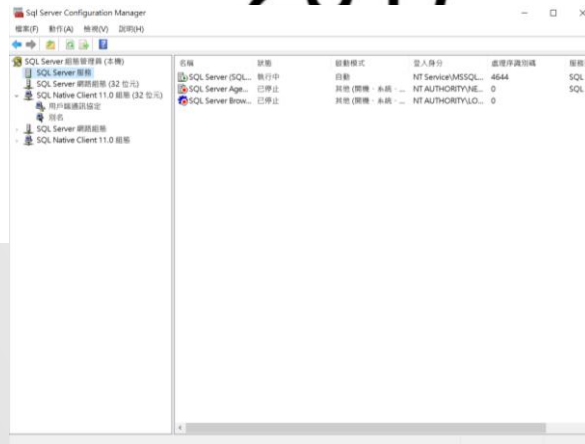 2017
Sql Server Configuration Manager
檔案(F) 動作(A) 檢視(V) 說明(H)
SQL Server 組態管理員 (本機)
SQL Server 服務
SQL Server 網路組態 (32 位元)
SQL Native Client 11.0 組態 (32 位元)
用戶端通訊協定
別名
SQL Server 網路組態
SQL Native Client 11.0 組態
名稱 狀態 啟動模式 登入身分 處理序識別碼 服務
SQL Server (SQL... 執行中 自動 NT Service\MSSQL... 4644 SQL
SQL Server Age... 已停止 其他 (開機、系統、... NT AUTHORITY\NE... 0 SQL
SQL Server Brow... 已停止 其他 (開機、系統、... NT AUTHORITY\LO... 0